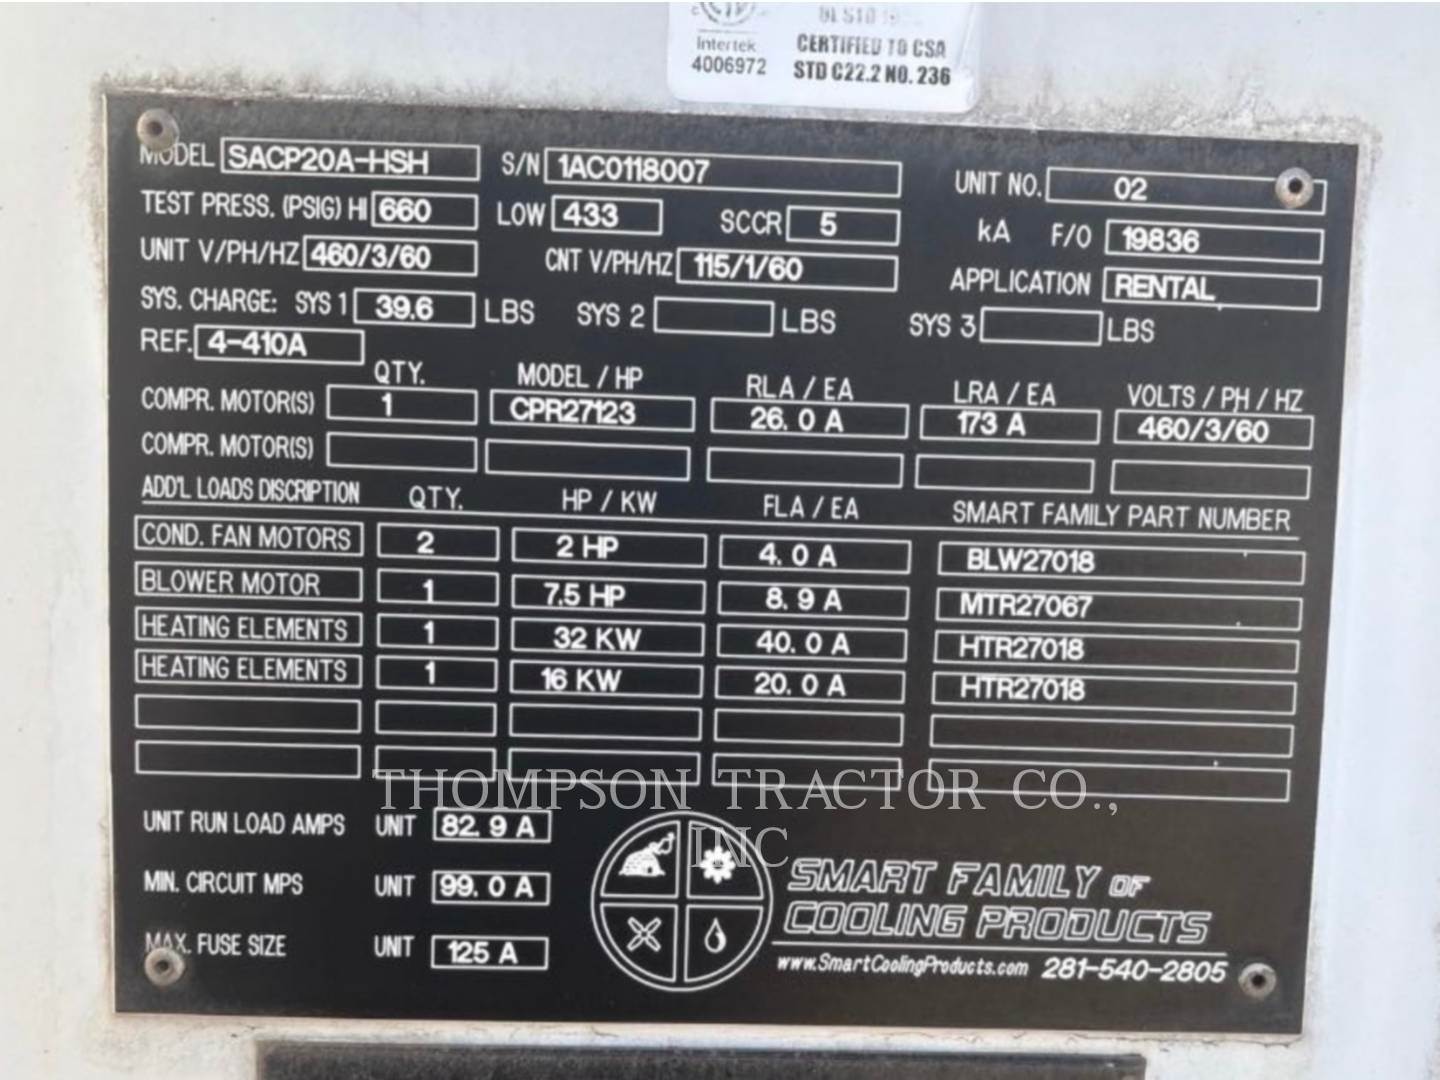 Intertek
4006972
CERTIFIED TO CSA
STD C22.2 NO. 236
MODEL SACP20A-HSH S/N 1AC0118007 UNIT NO. 02
TEST PRESS. (PSIG) HI 660 LOW 433 SCCR 5 kA F/O 19836
UNIT V/PH/HZ 460/3/60 CNT V/PH/HZ 115/1/60 APPLICATION RENTAL
SYS. CHARGE: SYS 1 39.6 LBS SYS 2 LBS SYS 3 LBS
REF. 4-410A
QTY. MODEL / HP RLA / EA LRA / EA VOLTS / PH / HZ
COMPR. MOTOR(S) 1 CPR27123 26.0 A 173 A 460/3/60
COMPR. MOTOR(S)
ADD'L LOADS DISCRIPTION QTY. HP / KW FLA / EA SMART FAMILY PART NUMBER
COND. FAN MOTORS 2 2 HP 4.0 A BLW27018
BLOWER MOTOR 1 7.5 HP 8.9 A MTR27067
HEATING ELEMENTS 1 32 KW 40.0 A HTR27018
HEATING ELEMENTS 1 16 KW 20.0 A HTR27018
THOMPSON TRACTOR CO.,
INC
UNIT RUN LOAD AMPS UNIT 82.9 A
MIN. CIRCUIT MPS UNIT 99.0 A
MAX. FUSE SIZE UNIT 125 A
SMART FAMILY OF
COOLING PRODUCTS
www.SmartCoolingProducts.com 281-540-2805